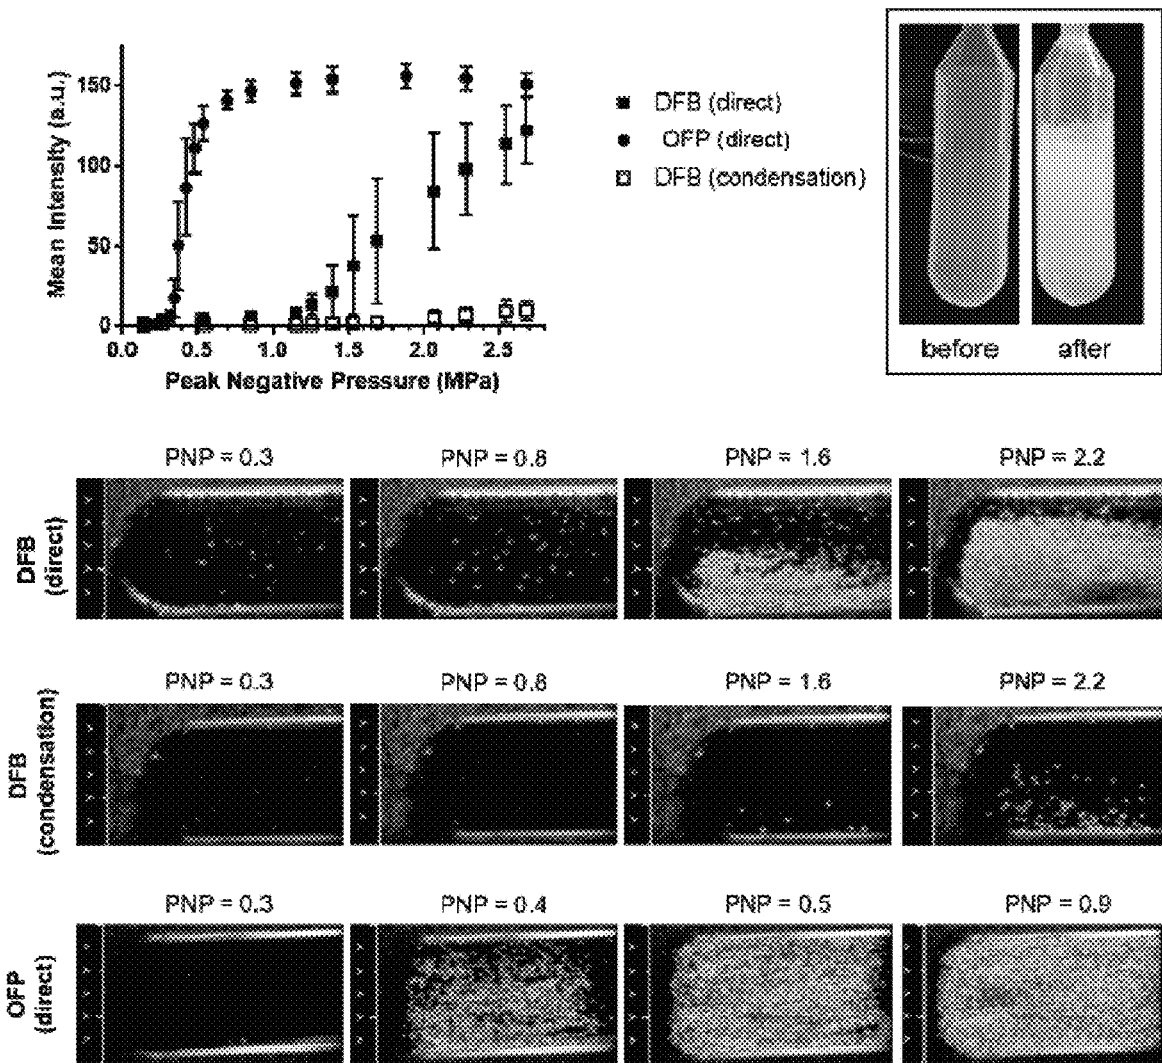 Mean Intensity (a.u.)
150
100
50
0
0.0 0.5 1.0 1.5 2.0 2.5
Peak Negative Pressure (MPa)
DFB (direct)
OFP (direct)
DFB (condensation)
before after
DFB (direct)
PNP = 0.3 PNP = 0.8 PNP = 1.6 PNP = 2.2
DFB (condensation)
PNP = 0.3 PNP = 0.8 PNP = 1.6 PNP = 2.2
OFP (direct)
PNP = 0.3 PNP = 0.4 PNP = 0.5 PNP = 0.9